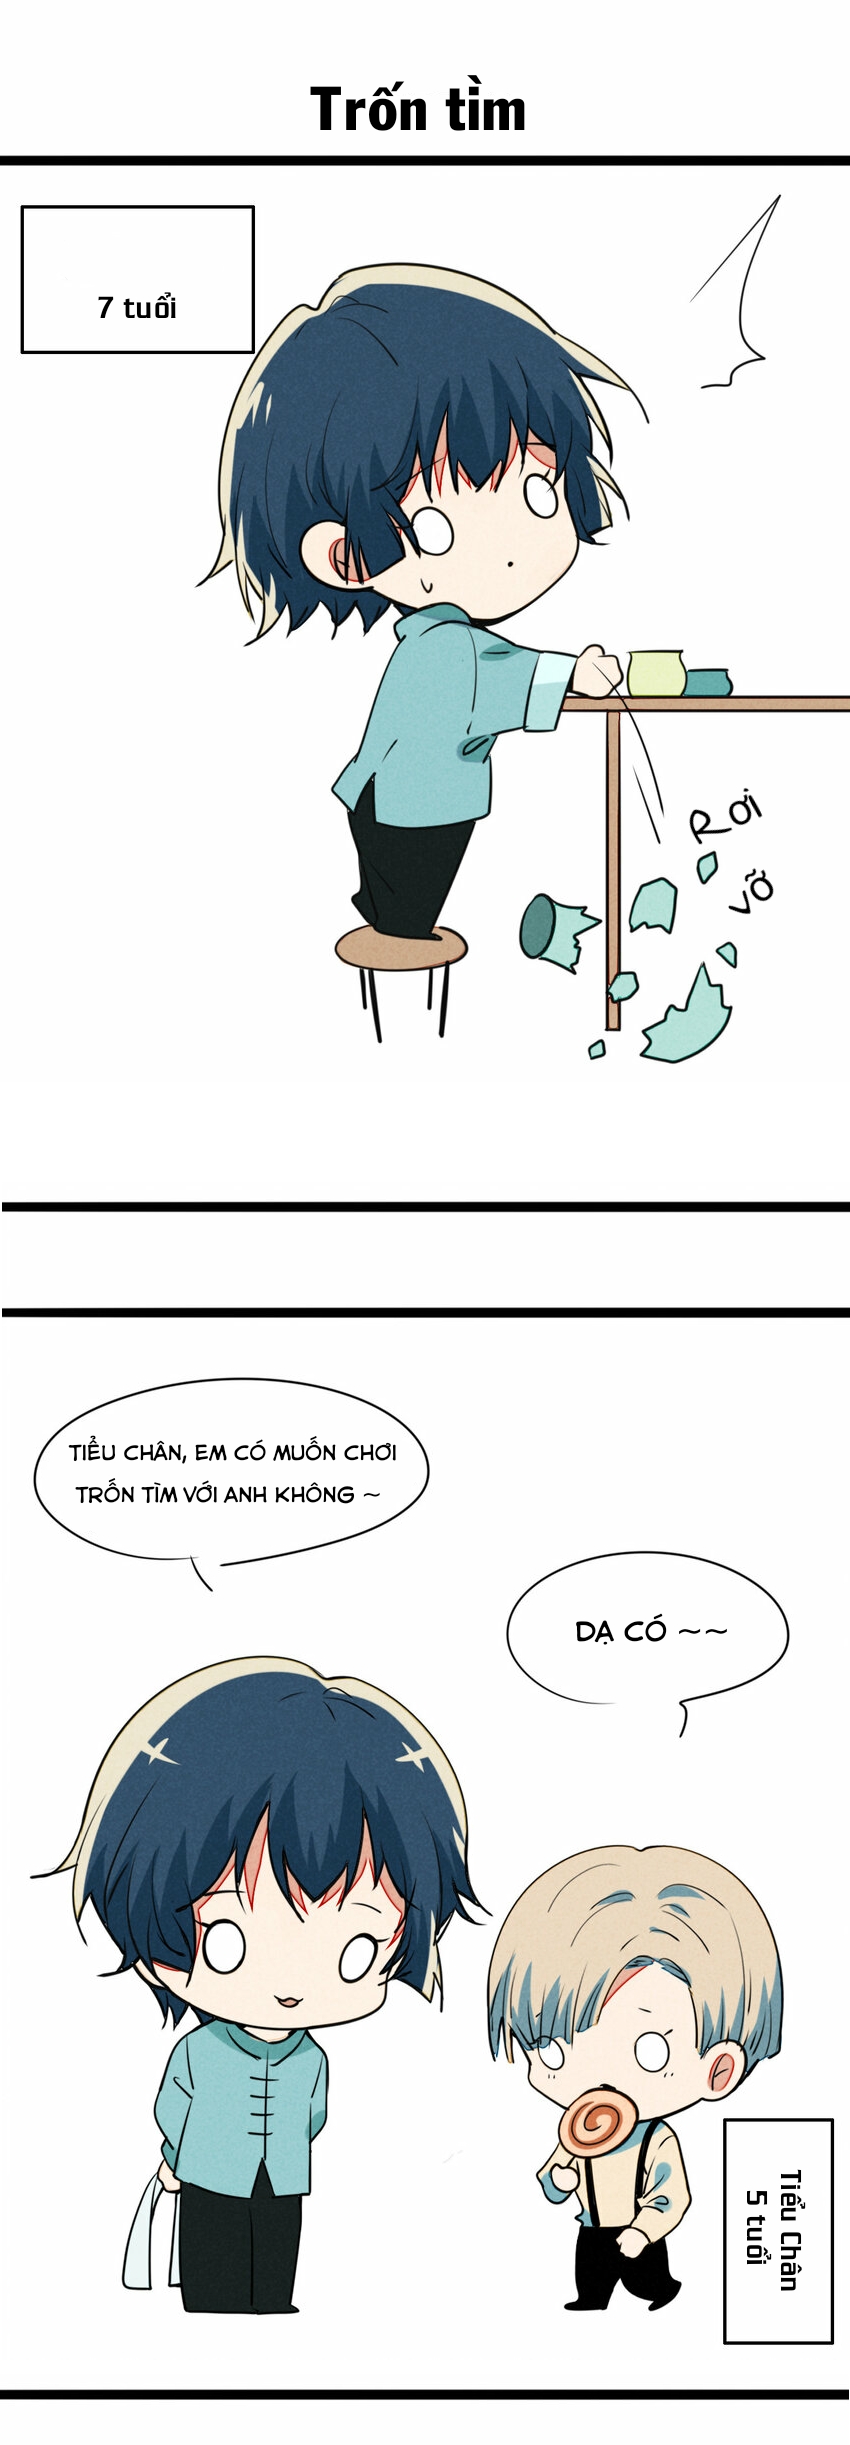 Trốn tìm
7 tuổi
Rơi
vỡ
TIỂU CHÂN, EM CÓ MUỐN CHƠI
TRỐN TÌM VỚI ANH KHÔNG ~
DẠ CÓ ~~
Tiểu Chân
5 tuổi